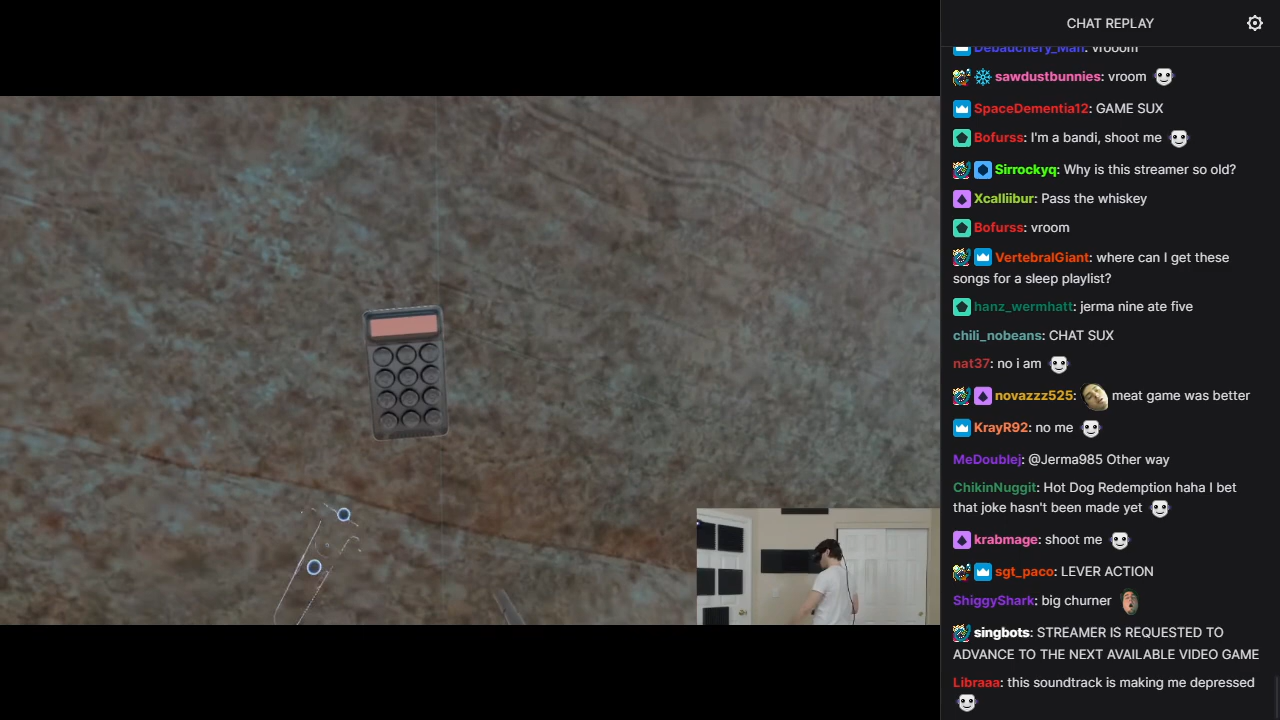 CHAT REPLAY
Debauchery_Man: vrooom
sawdustbunnies: vroom
SpaceDementia12: GAME SUX
Bofurss: I'm a bandi, shoot me
Sirrockyq: Why is this streamer so old?
Xcalliibur: Pass the whiskey
Bofurss: vroom
VertebralGiant: where can I get these
songs for a sleep playlist?
hanz_wermhatt: jerma nine ate five
chili_nobeans: CHAT SUX
nat37: no i am
novazzz525: meat game was better
KrayR92: no me
MeDoublej: @Jerma985 Other way
ChikinNuggit: Hot Dog Redemption haha I bet
that joke hasn't been made yet
krabmage: shoot me
sgt_paco: LEVER ACTION
ShiggyShark: big churner
singbots: STREAMER IS REQUESTED TO
ADVANCE TO THE NEXT AVAILABLE VIDEO GAME
Libraaa: this soundtrack is making me depressed